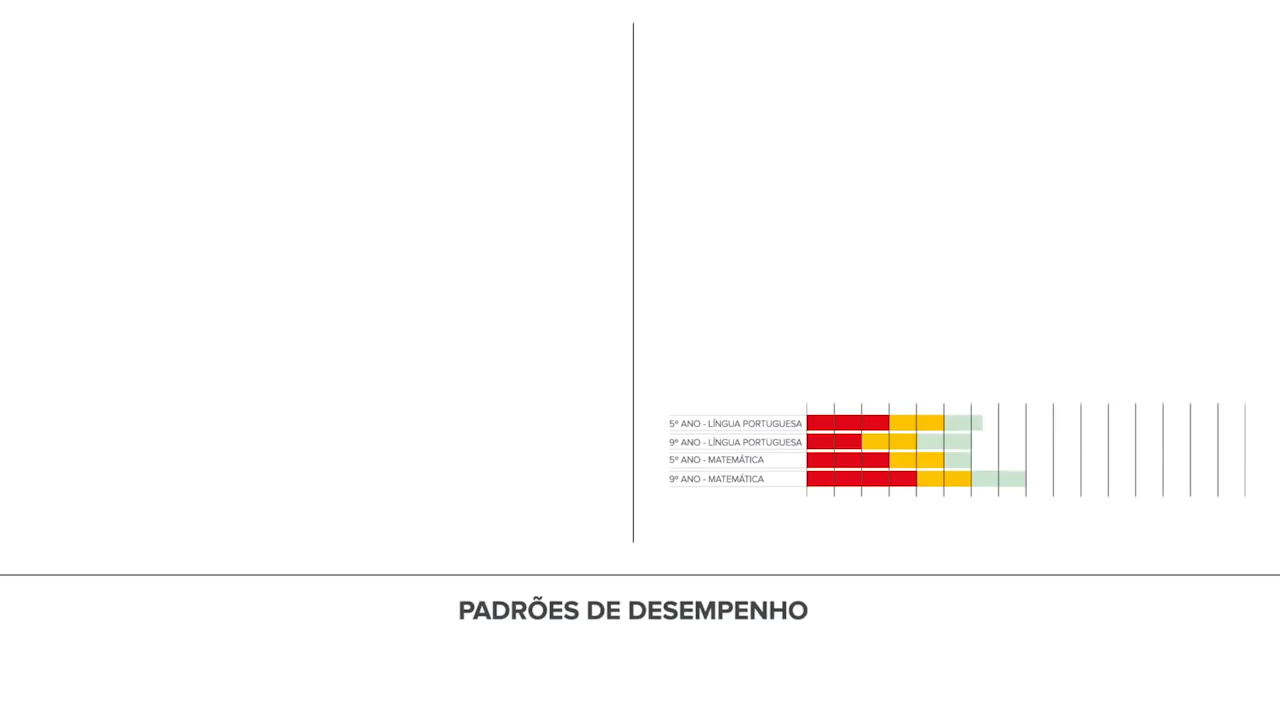 5º ANO - LÍNGUA PORTUGUESA
9º ANO - LÍNGUA PORTUGUESA
5º ANO - MATEMÁTICA
9º ANO - MATEMÁTICA
PADRÕES DE DESEMPENHO